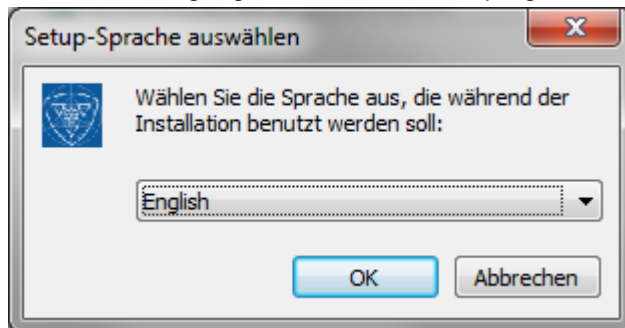 Setup-Sprache auswählen
Wählen Sie die Sprache aus, die während der
Installation benutzt werden soll:
English
OK
Abbrechen